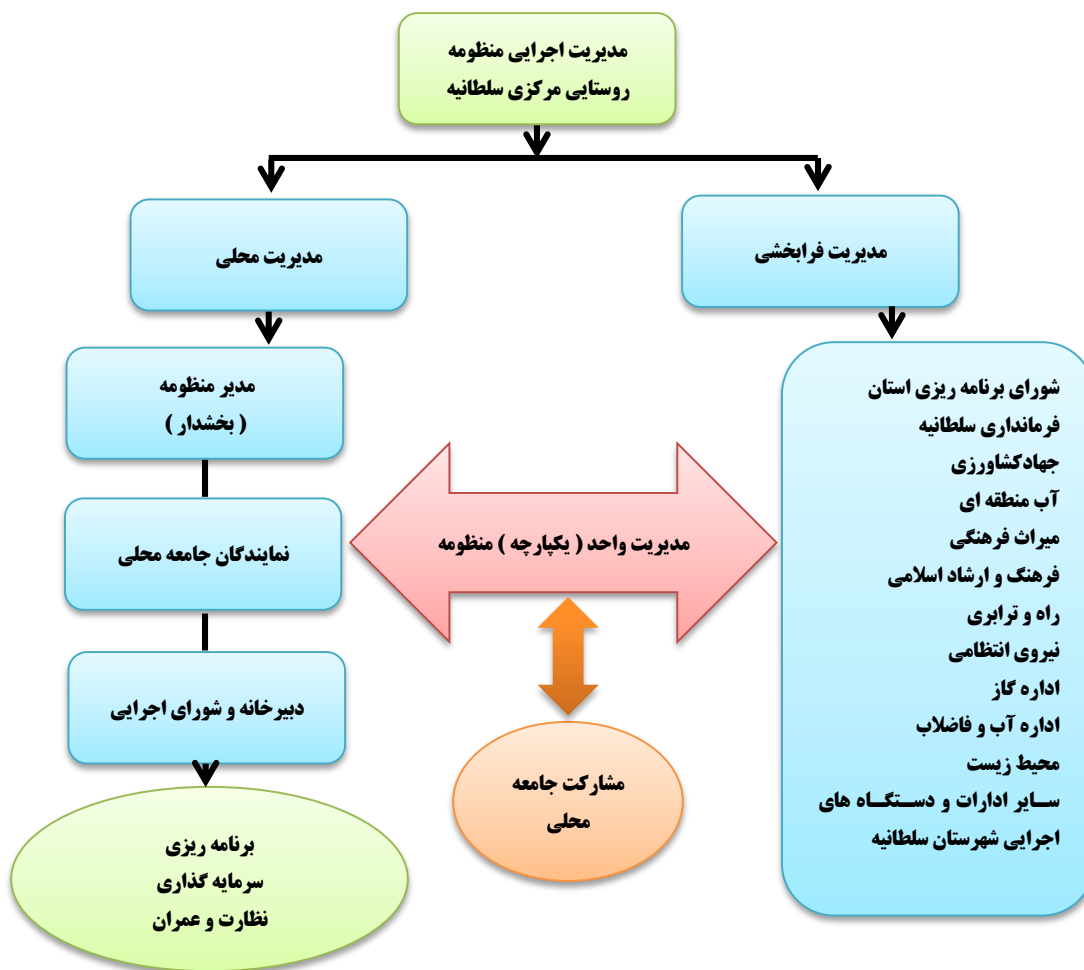 مدیریت اجرایی منظومه
روستایی مرکزی سلطانیه
مدیریت فرابخشی
مدیریت محلی
شورای برنامه ریزی استان
فرمانداری سلطانیه
جهادکشاورزی
آب منطقه ای
میراث فرهنگی
فرهنگ و ارشاد اسلامی
راه و ترابری
نیروی انتظامی
اداره گاز
اداره آب و فاضلاب
محیط زیست
سایر ادارات و دستگاه های
اجرایی شهرستان سلطانیه
مدیر منظومه
( بخشدار )
نمایندگان جامعه محلی
دبیرخانه و شورای اجرایی
برنامه ریزی
سرمایه گذاری
نظارت و عمران
مدیریت واحد ( یکپارچه ) منظومه
مشارکت جامعه
محلی